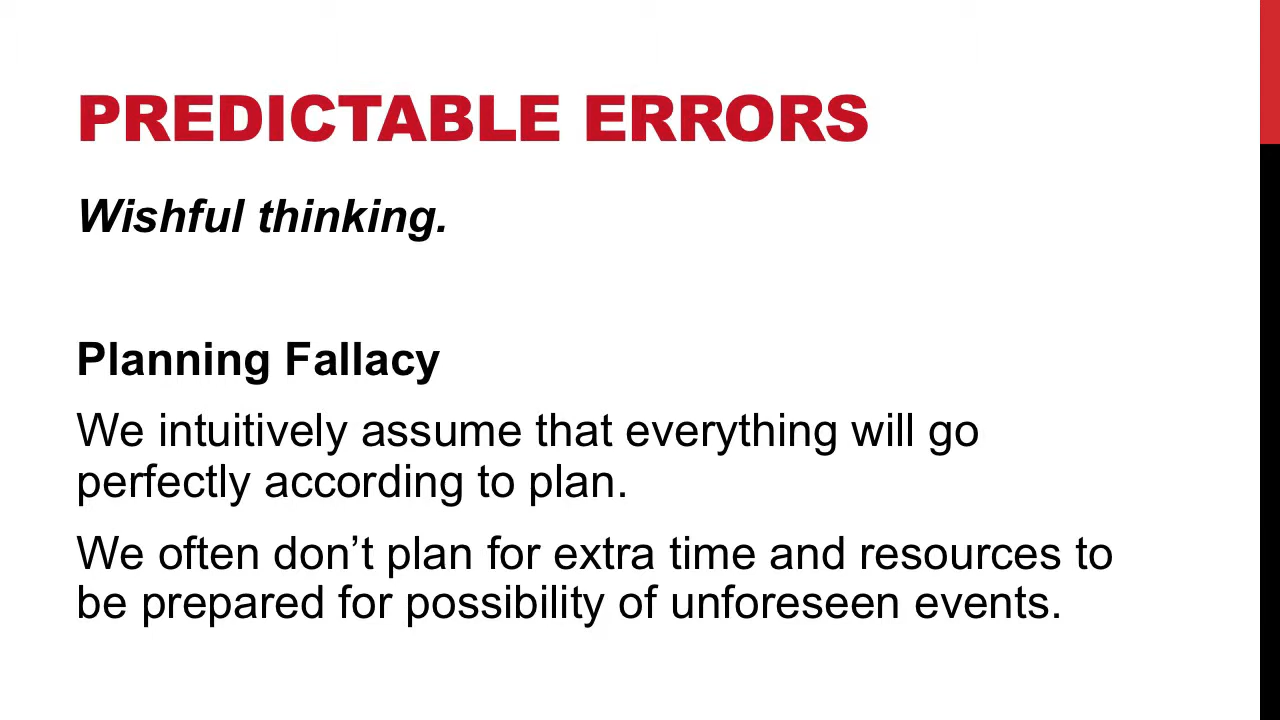 PREDICTABLE ERRORS
Wishful thinking.
Planning Fallacy
We intuitively assume that everything will go
perfectly according to plan.
We often don’t plan for extra time and resources to
be prepared for possibility of unforeseen events.